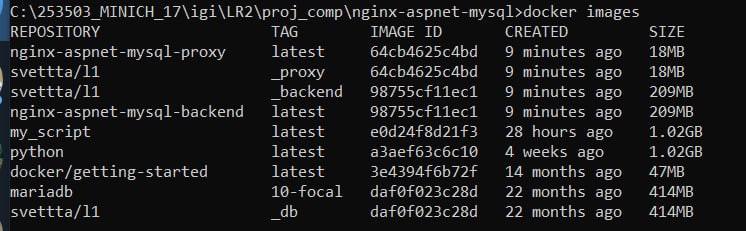 C:\253503_MINICH_17\igi\LR2\proj_comp\nginx-aspnet-mysql>docker images
REPOSITORY TAG IMAGE ID CREATED SIZE
nginx-aspnet-mysql-proxy latest 64cb4625c4bd 9 minutes ago 18MB
svettta/l1 _proxy 64cb4625c4bd 9 minutes ago 18MB
svettta/l1 _backend 98755cf11ec1 9 minutes ago 209MB
nginx-aspnet-mysql-backend latest 98755cf11ec1 9 minutes ago 209MB
my_script latest e0d24f8d21f3 28 hours ago 1.02GB
python latest a3aef63c6c10 4 weeks ago 1.02GB
docker/getting-started latest 3e4394f6b72f 14 months ago 47MB
mariadb 10-focal daf0f023c28d 22 months ago 414MB
svettta/l1 _db daf0f023c28d 22 months ago 414MB